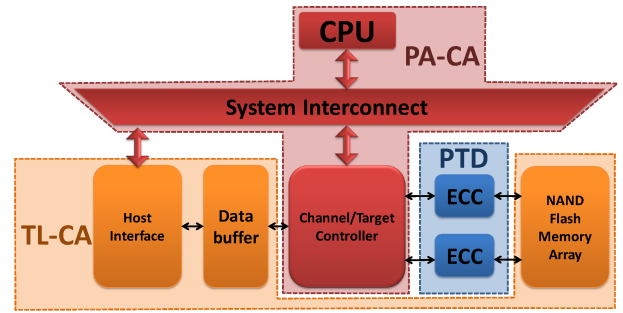 CPU
PA-CA
System Interconnect
PTD
TL-CA
Host
Interface
Data
buffer
Channel/Target
Controller
ECC
ECC
NAND
Flash
Memory
Array